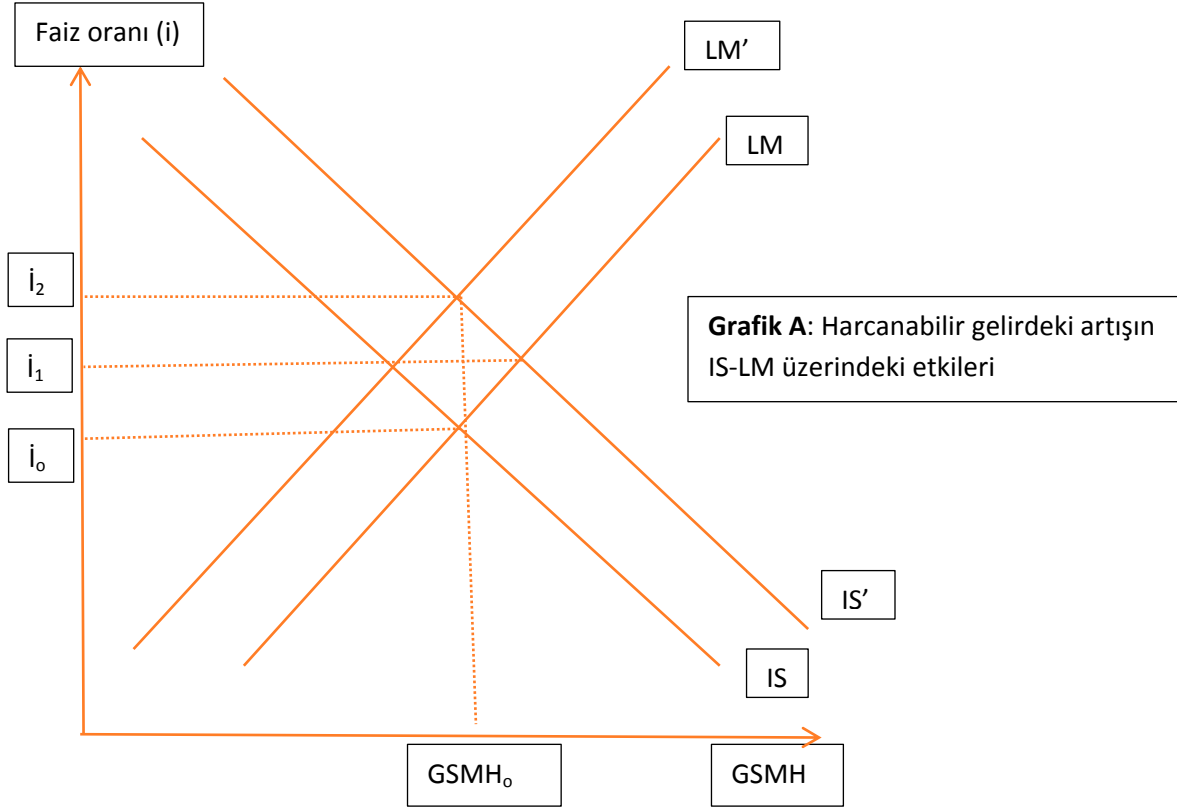 Faiz oranı (i)
LM’
LM
İ₂
Grafik A: Harcanabilir gelirdeki artışın
IS-LM üzerindeki etkileri
İ₁
İₒ
IS’
IS
GSMHₒ
GSMH